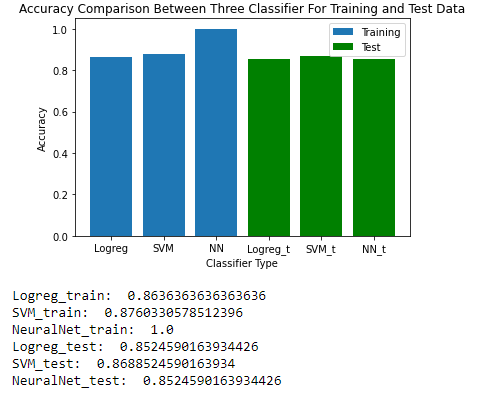 Accuracy Comparison Between Three Classifier For Training and Test Data
Training
Test
1.0
0.8
0.6
0.4
0.2
0.0
Accuracy
Logreg SVM NN Logreg_t SVM_t NN_t
Classifier Type
Logreg_train:  0.8636363636363636
SVM_train:  0.8760330578512396
NeuralNet_train:  1.0
Logreg_test:  0.8524590163934426
SVM_test:  0.8688524590163934
NeuralNet_test:  0.8524590163934426